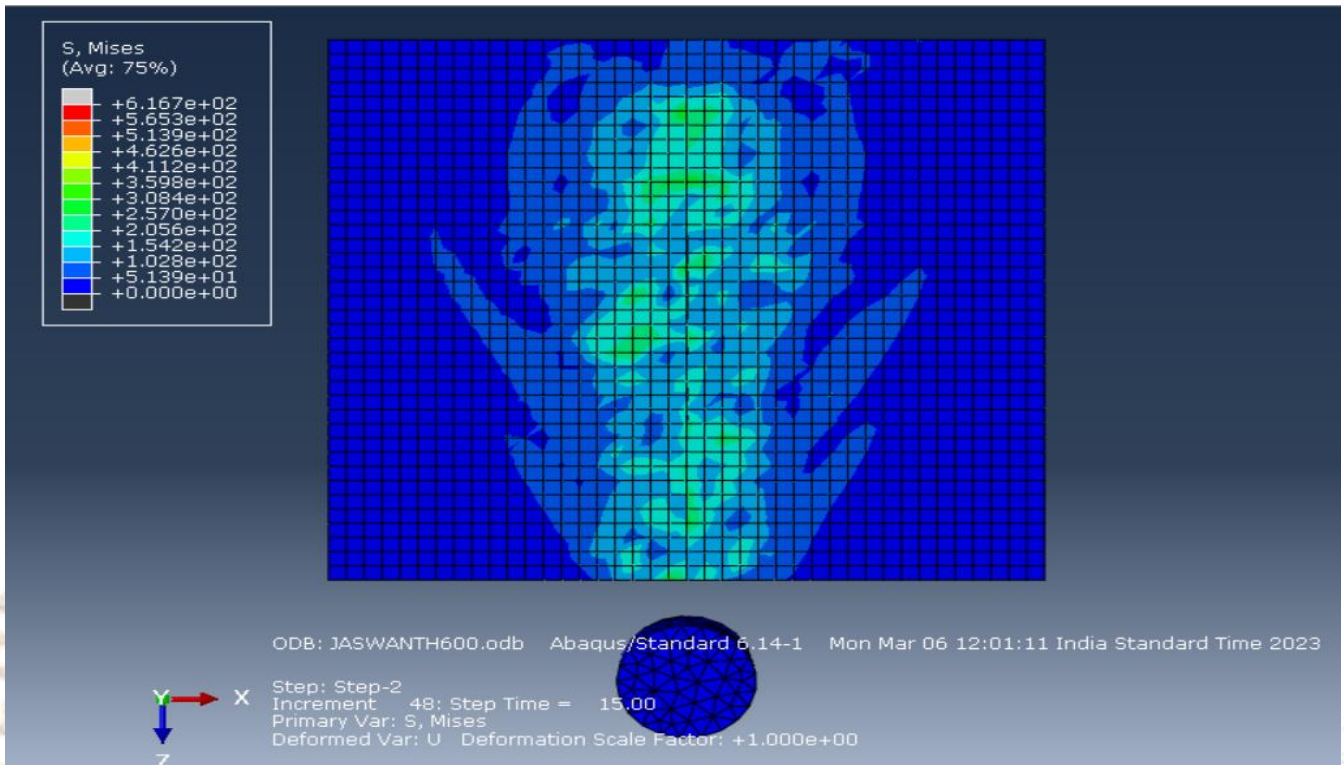 S, Mises
(Avg: 75%)
+6.167e+02
+5.653e+02
+5.139e+02
+4.626e+02
+4.112e+02
+3.598e+02
+3.084e+02
+2.570e+02
+2.056e+02
+1.542e+02
+1.028e+02
+5.139e+01
+0.000e+00
ODB: JASWANTH600.odb Abaqus/Standard 6.14-1 Mon Mar 06 12:01:11 India Standard Time 2023
Y X
Step: Step-2
Increment 48: Step Time = 15.00
Primary Var: S, Mises
Deformed Var: U Deformation Scale Factor: +1.000e+00
Z